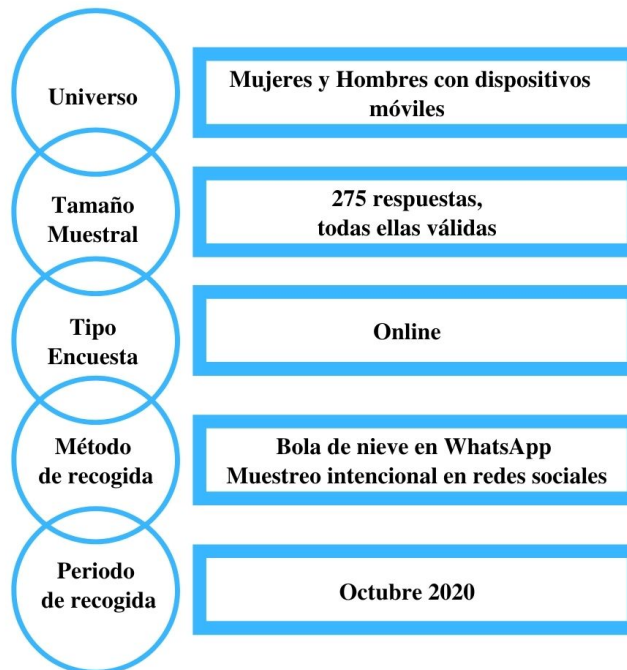 Universo
Mujeres y Hombres con dispositivos
móviles
Tamaño
Muestral
275 respuestas,
todas ellas válidas
Tipo
Encuesta
Online
Método
de recogida
Bola de nieve en WhatsApp
Muestreo intencional en redes sociales
Periodo
de recogida
Octubre 2020